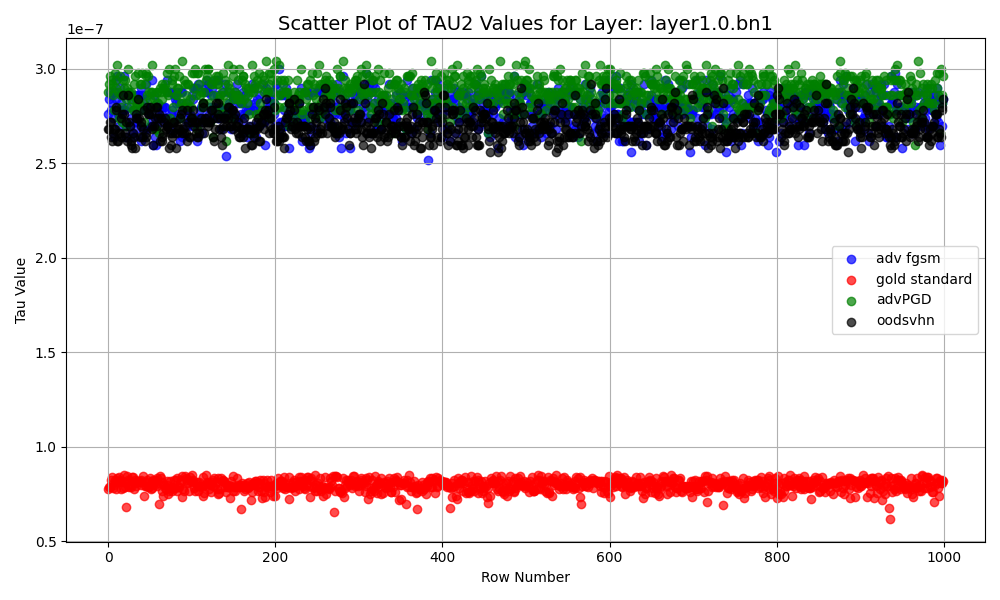 Scatter Plot of TAU2 Values for Layer: layer1.0.bn1
1e−7
3.0
2.5
2.0
1.5
1.0
0.5
Tau Value
adv fgsm
gold standard
advPGD
oodsvhn
0 200 400 600 800 1000
Row Number